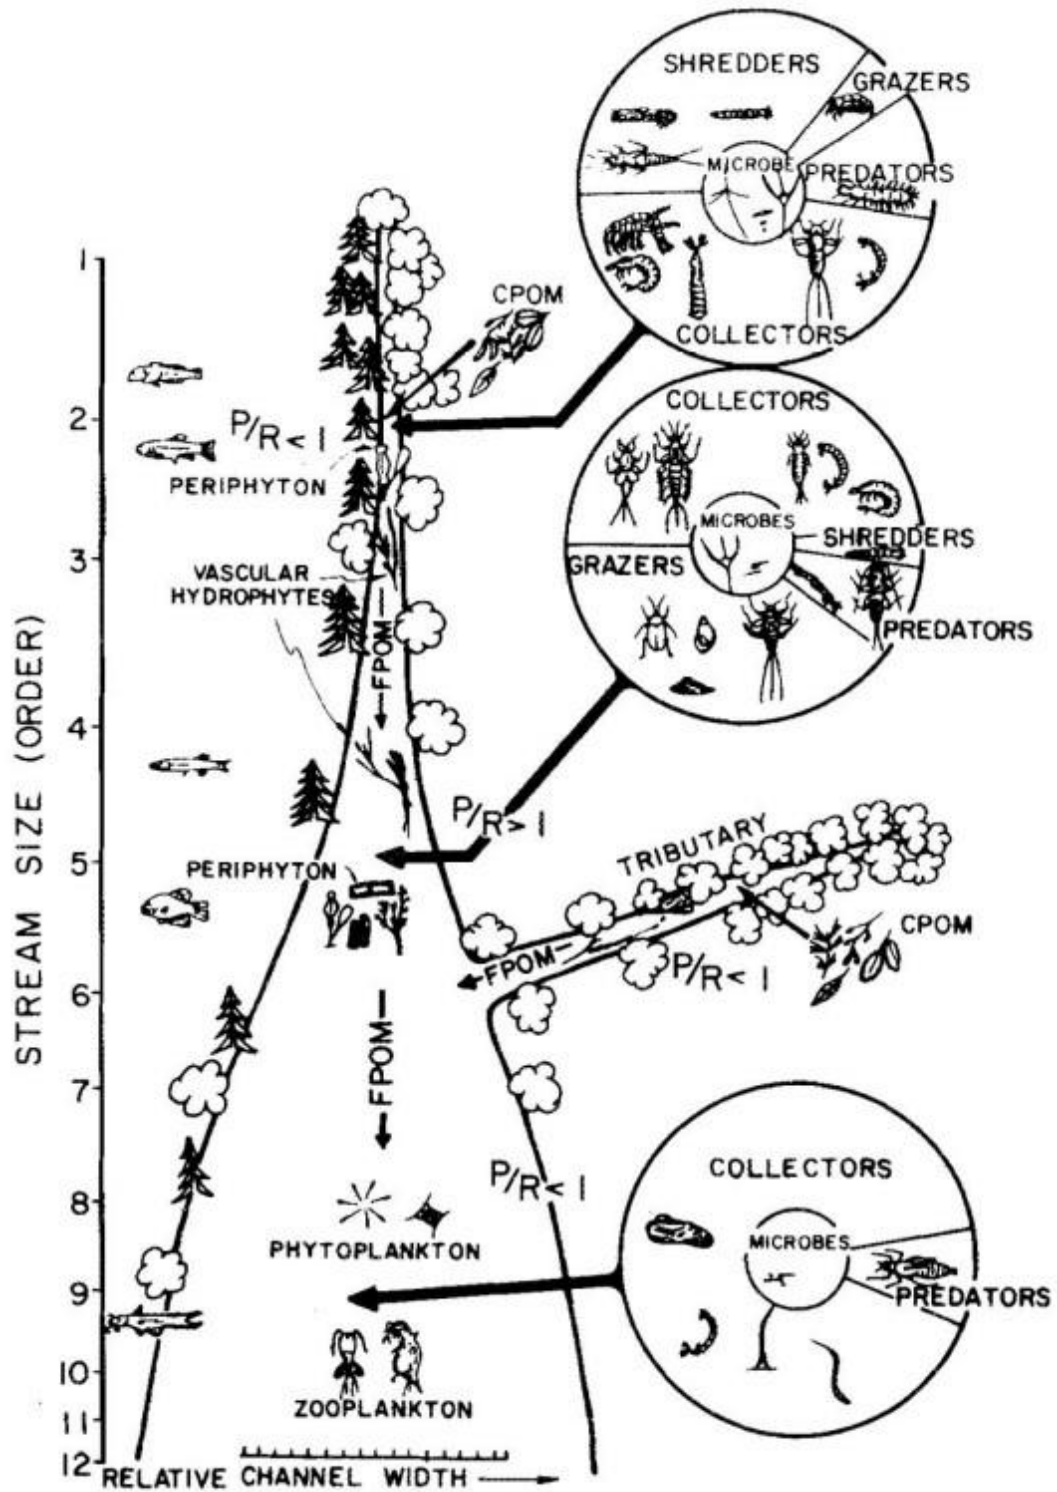 SHREDDERS
GRAZERS
MICROBE
PREDATORS
COLLECTORS
1
CPOM
2
P/R < 1
PERIPHYTON
COLLECTORS
MICROBES
SHREDDERS
GRAZERS
PREDATORS
3
VASCULAR
HYDROPHYTES
FPOM
STREAM SIZE (ORDER)
4
P/R > 1
TRIBUTARY
5
PERIPHYTON
CPOM
FPOM
P/R < 1
6
FPOM
7
COLLECTORS
P/R < 1
8
MICROBES
PHYTOPLANKTON
9
PREDATORS
10
ZOOPLANKTON
11
12
RELATIVE CHANNEL WIDTH